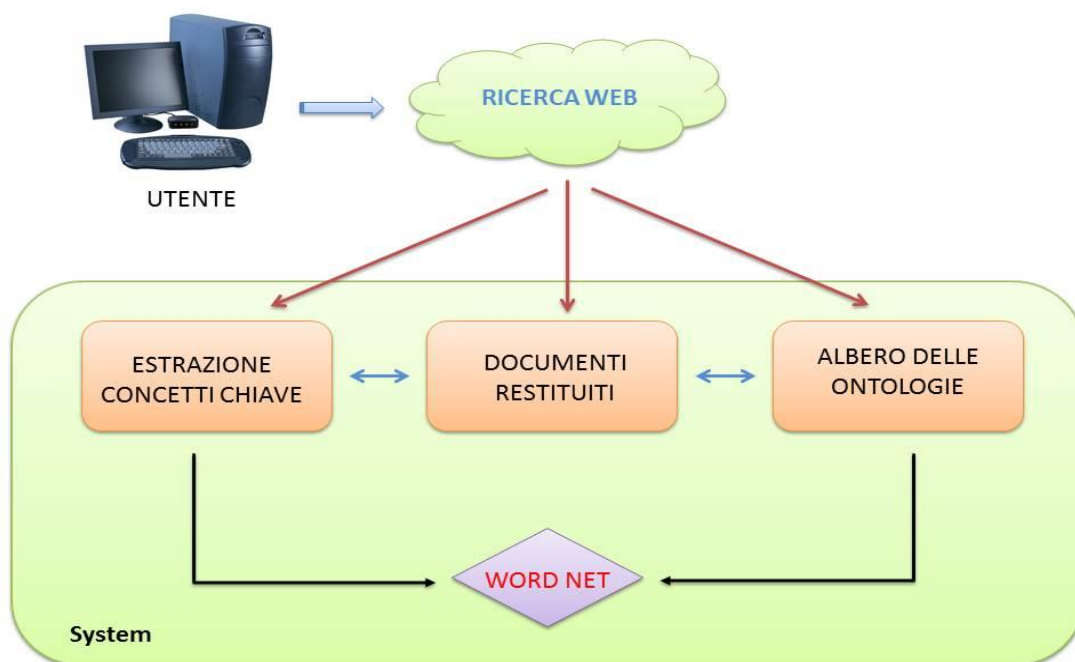 RICERCA WEB
UTENTE
ESTRAZIONE
CONCETTI CHIAVE
DOCUMENTI
RESTITUITI
ALBERO DELLE
ONTOLOGIE
WORD NET
System